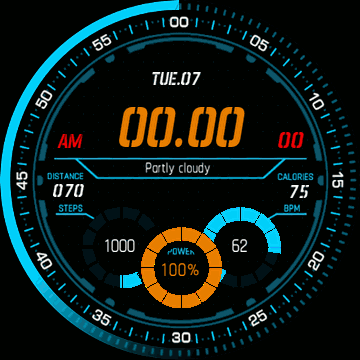 00
55
05
50
10
45
15
40
20
35
25
30
TUE.07
AM 00.00 00
Partly cloudy
DISTANCE
070
STEPS
1000
CALORIES
75
BPM
62
POWER
100%